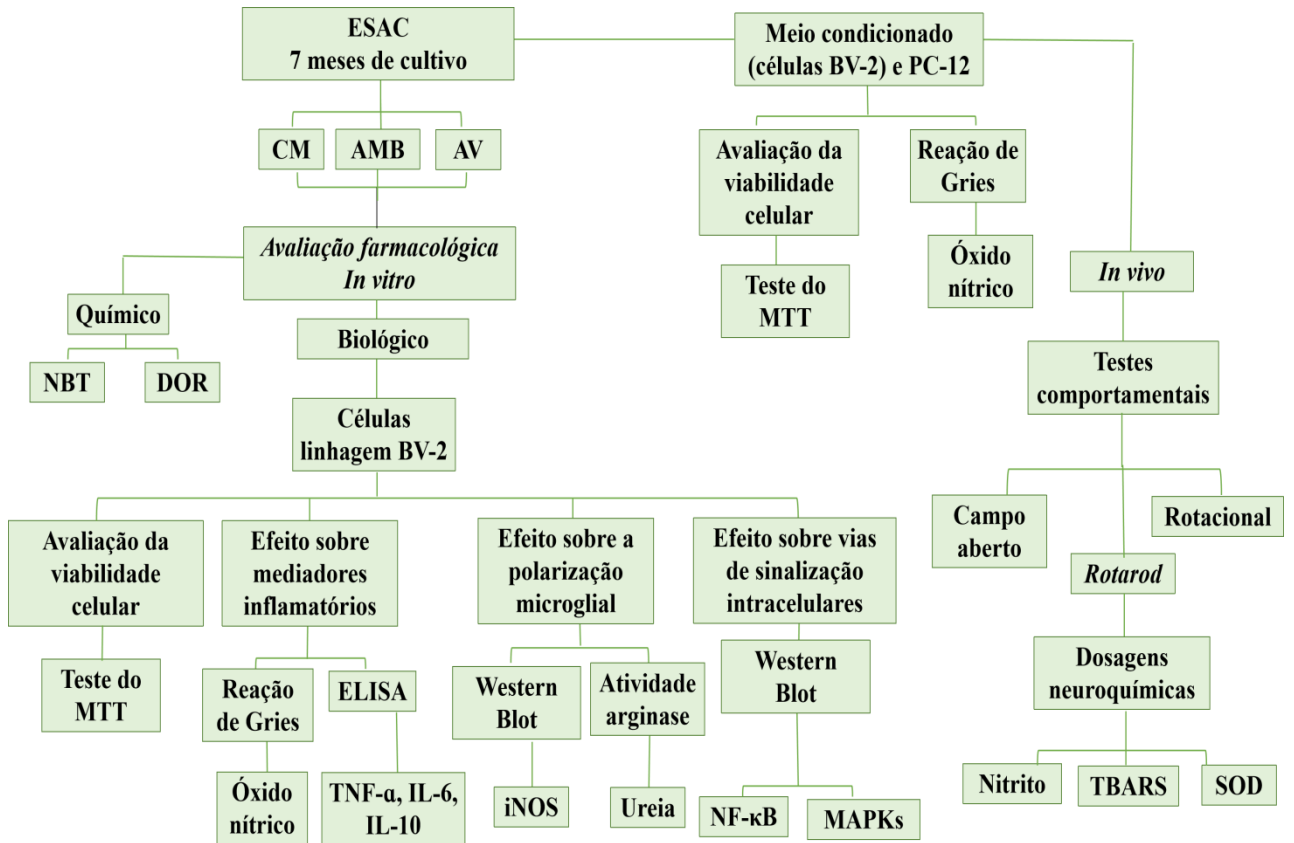 ESAC
7 meses de cultivo
Meio condicionado
(células BV-2) e PC-12
CM
AMB
AV
Avaliação da
viabilidade
celular
Reação de
Gries
Avaliação farmacológica
In vitro
Óxido
nítrico
In vivo
Teste do
MTT
Químico
Biológico
NBT
DOR
Testes
comportamentais
Células
linhagem BV-2
Campo
aberto
Rotacional
Rotarod
Avaliação da
viabilidade
celular
Efeito sobre
mediadores
inflamatórios
Efeito sobre a
polarização
microglial
Efeito sobre vias
de sinalização
intracelulares
Dosagens
neuroquímicas
Teste do
MTT
Reação
de Gries
ELISA
Western
Blot
Atividade
arginase
Western
Blot
Nitrito
TBARS
SOD
Óxido
nítrico
TNF-α, IL-6,
IL-10
iNOS
Ureia
NF-κB
MAPKs